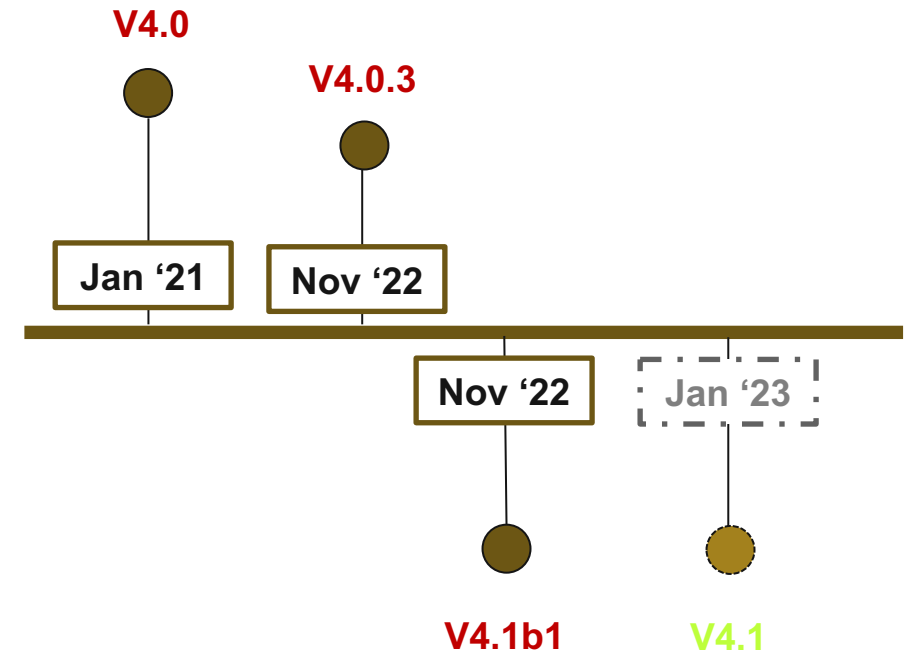 V4.0
V4.0.3
Jan ‘21
Nov ‘22
Nov ‘22
Jan ‘23
V4.1b1
V4.1